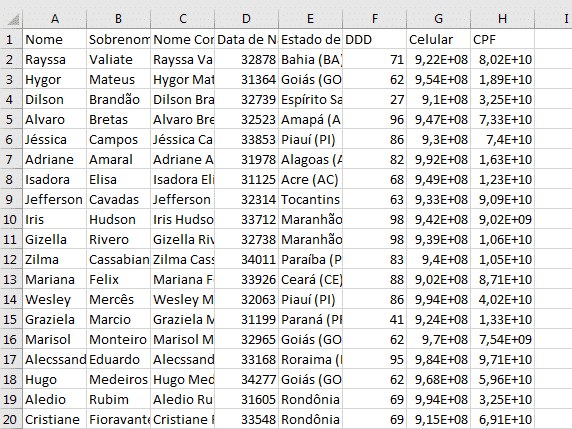 A B C D E F G H I
1 Nome Sobrenom Nome Cor Data de Na Estado de DDD Celular CPF
2 Rayssa Valiate Rayssa Va 32878 Bahia (BA) 71 9,22E+08 8,02E+10
3 Hygor Mateus Hygor Mat 31364 Goiás (GO 62 9,54E+08 1,89E+10
4 Dilson Brandão Dilson Bra 32739 Espírito Sa 27 9,1E+08 3,25E+10
5 Alvaro Bretas Alvaro Bre 32523 Amapá (A 96 9,47E+08 7,33E+10
6 Jéssica Campos Jéssica Ca 33853 Piauí (PI) 86 9,3E+08 7,4E+10
7 Adriane Amaral Adriane A 31978 Alagoas (A 82 9,92E+08 1,63E+10
8 Isadora Elisa Isadora Eli 31125 Acre (AC) 68 9,49E+08 1,23E+10
9 Jefferson Cavadas Jefferson 32314 Tocantins 63 9,33E+08 9,09E+10
10 Iris Hudson Iris Hudso 33712 Maranhão 98 9,42E+08 9,02E+09
11 Gizella Rivero Gizella Riv 32738 Maranhão 98 9,39E+08 1,06E+10
12 Zilma Cassabian Zilma Cass 34011 Paraíba (P 83 9,4E+08 1,05E+10
13 Mariana Felix Mariana F 33926 Ceará (CE) 88 9,02E+08 8,71E+10
14 Wesley Mercês Wesley M 32063 Piauí (PI) 86 9,94E+08 4,02E+10
15 Graziela Marcio Graziela M 31199 Paraná (PR 41 9,24E+08 1,33E+10
16 Marisol Monteiro Marisol M 32965 Goiás (GO 62 9,7E+08 7,54E+09
17 Alecssand Eduardo Alecssand 33168 Roraima ( 95 9,84E+08 9,71E+10
18 Hugo Medeiros Hugo Med 34277 Goiás (GO 62 9,68E+08 5,96E+10
19 Aledio Rubim Aledio Ru 31605 Rondônia 69 9,94E+08 3,25E+10
20 Cristiane Fioravante Cristiane F 33548 Rondônia 69 9,15E+08 6,91E+10